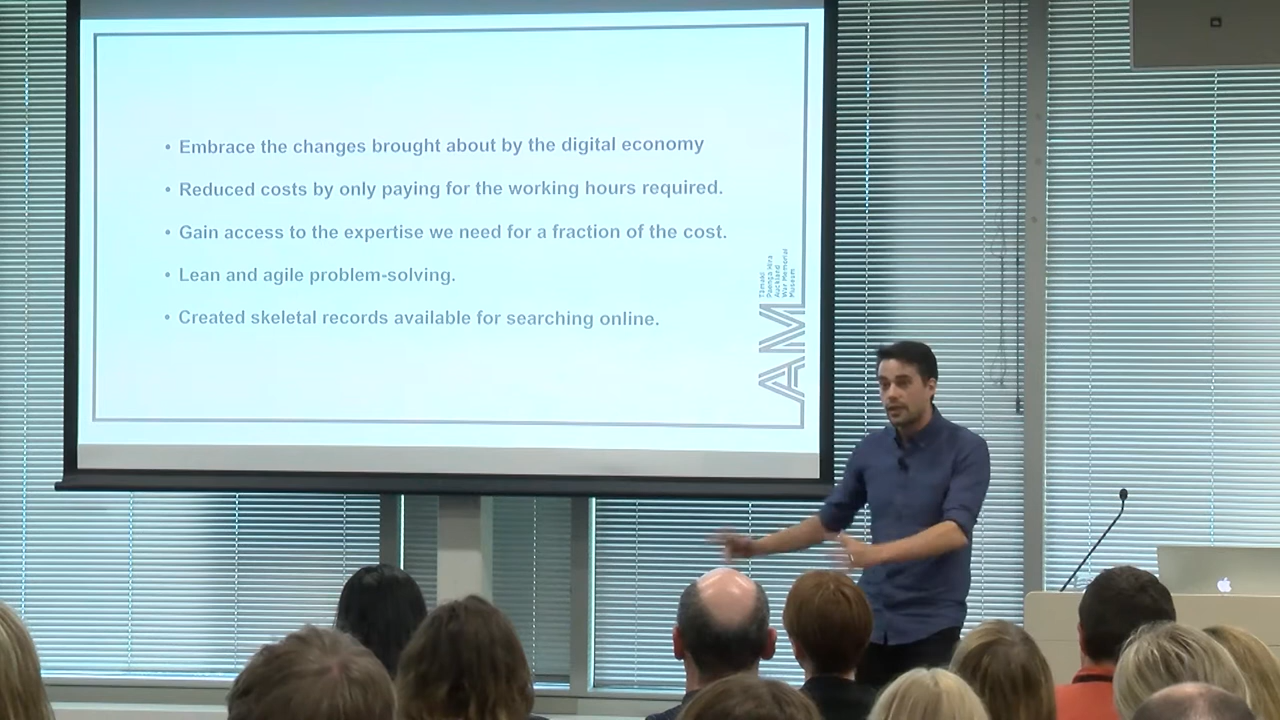 • Embrace the changes brought about by the digital economy
• Reduced costs by only paying for the working hours required.
• Gain access to the expertise we need for a fraction of the cost.
• Lean and agile problem-solving.
• Created skeletal records available for searching online.
Tāmaki
Paenga Hira
Auckland
War Memorial
Museum
AM